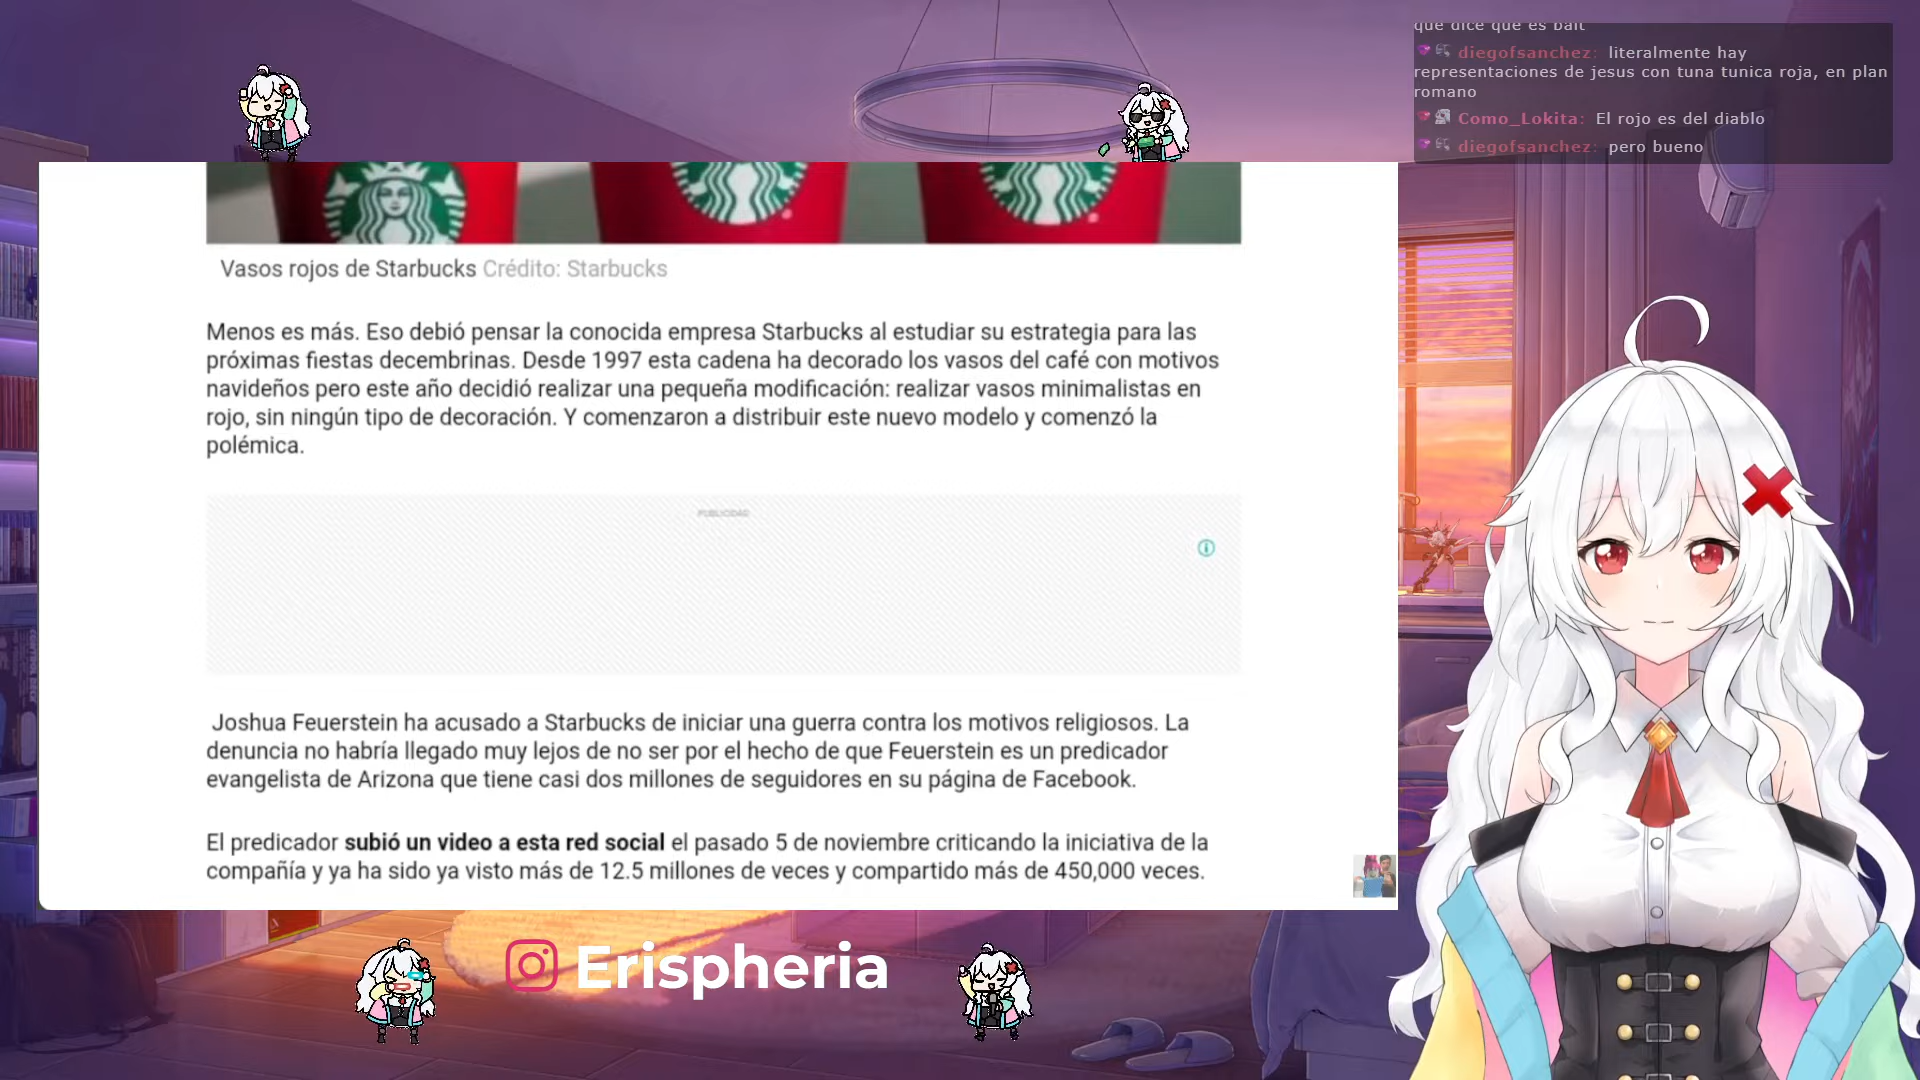 que dice que es bait
diegofsanchez: literalmente hay
representaciones de jesus con tuna tunica roja, en plan
romano
Como_Lokita: El rojo es del diablo
diegofsanchez: pero bueno
Vasos rojos de Starbucks Crédito: Starbucks
Menos es más. Eso debió pensar la conocida empresa Starbucks al estudiar su estrategia para las
próximas fiestas decembrinas. Desde 1997 esta cadena ha decorado los vasos del café con motivos
navideños pero este año decidió realizar una pequeña modificación: realizar vasos minimalistas en
rojo, sin ningún tipo de decoración. Y comenzaron a distribuir este nuevo modelo y comenzó la
polémica.
PUBLICIDAD
Joshua Feuerstein ha acusado a Starbucks de iniciar una guerra contra los motivos religiosos. La
denuncia no habría llegado muy lejos de no ser por el hecho de que Feuerstein es un predicador
evangelista de Arizona que tiene casi dos millones de seguidores en su página de Facebook.
El predicador subió un video a esta red social el pasado 5 de noviembre criticando la iniciativa de la
compañía y ya ha sido ya visto más de 12.5 millones de veces y compartido más de 450,000 veces.
Erispheria